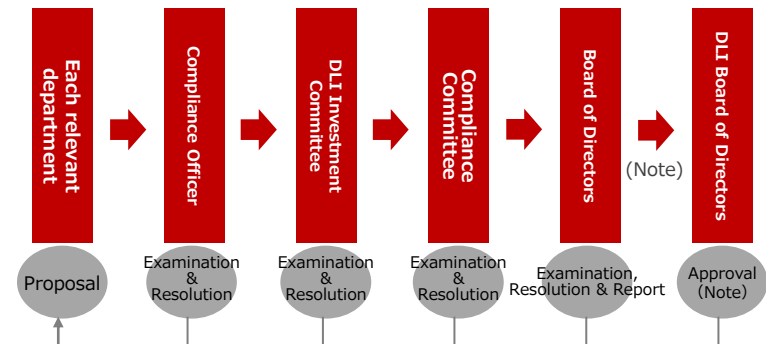 Each relevant
department
Compliance Officer
DLI Investment
Committee
Compliance
Committee
Board of Directors
(Note)
DLI Board of Directors
Proposal
Examination
&
Resolution
Examination
&
Resolution
Examination
&
Resolution
Examination,
Resolution & Report
Approval
(Note)